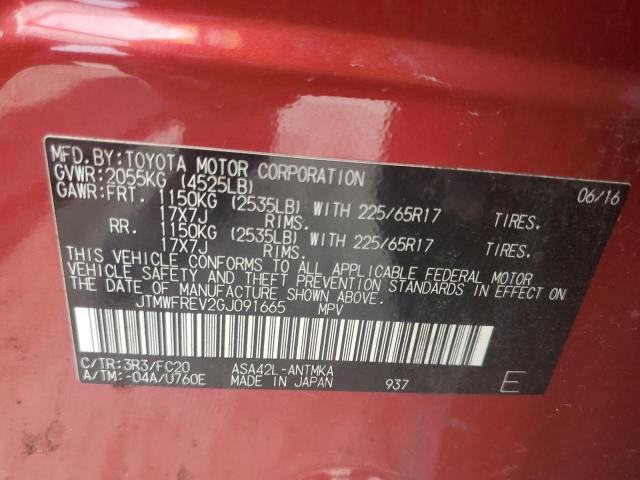 MFD.BY:TOYOTA MOTOR CORPORATION 06/16
GVWR:2055KG (4525LB)
GAWR:FRT. 1150KG (2535LB) WITH 225/65R17 TIRES.
17X7J RIMS.
RR. 1150KG (2535LB) WITH 225/65R17 TIRES.
17X7J RIMS.
THIS VEHICLE CONFORMS TO ALL APPLICABLE FEDERAL MOTOR
VEHICLE SAFETY AND THEFT PREVENTION STANDARDS IN EFFECT ON
THE DATE OF MANUFACTURE SHOWN ABOVE.
JTMWFREV2GJ091665 MPV
C/TR:3R3/FC20 ASA42L-ANTMKA
A/TM:-04A/U760E MADE IN JAPAN 937 E